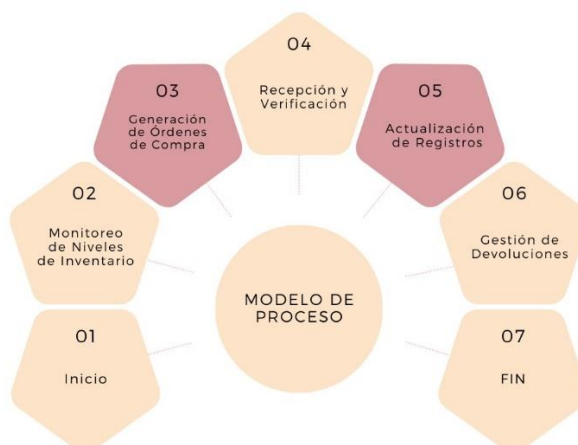 01
Inicio
02
Monitoreo
de Niveles
de Inventario
03
Generación
de Órdenes
de Compra
04
Recepción y
Verificación
05
Actualización
de Registros
06
Gestión de
Devoluciones
07
FIN
MODELO DE
PROCESO